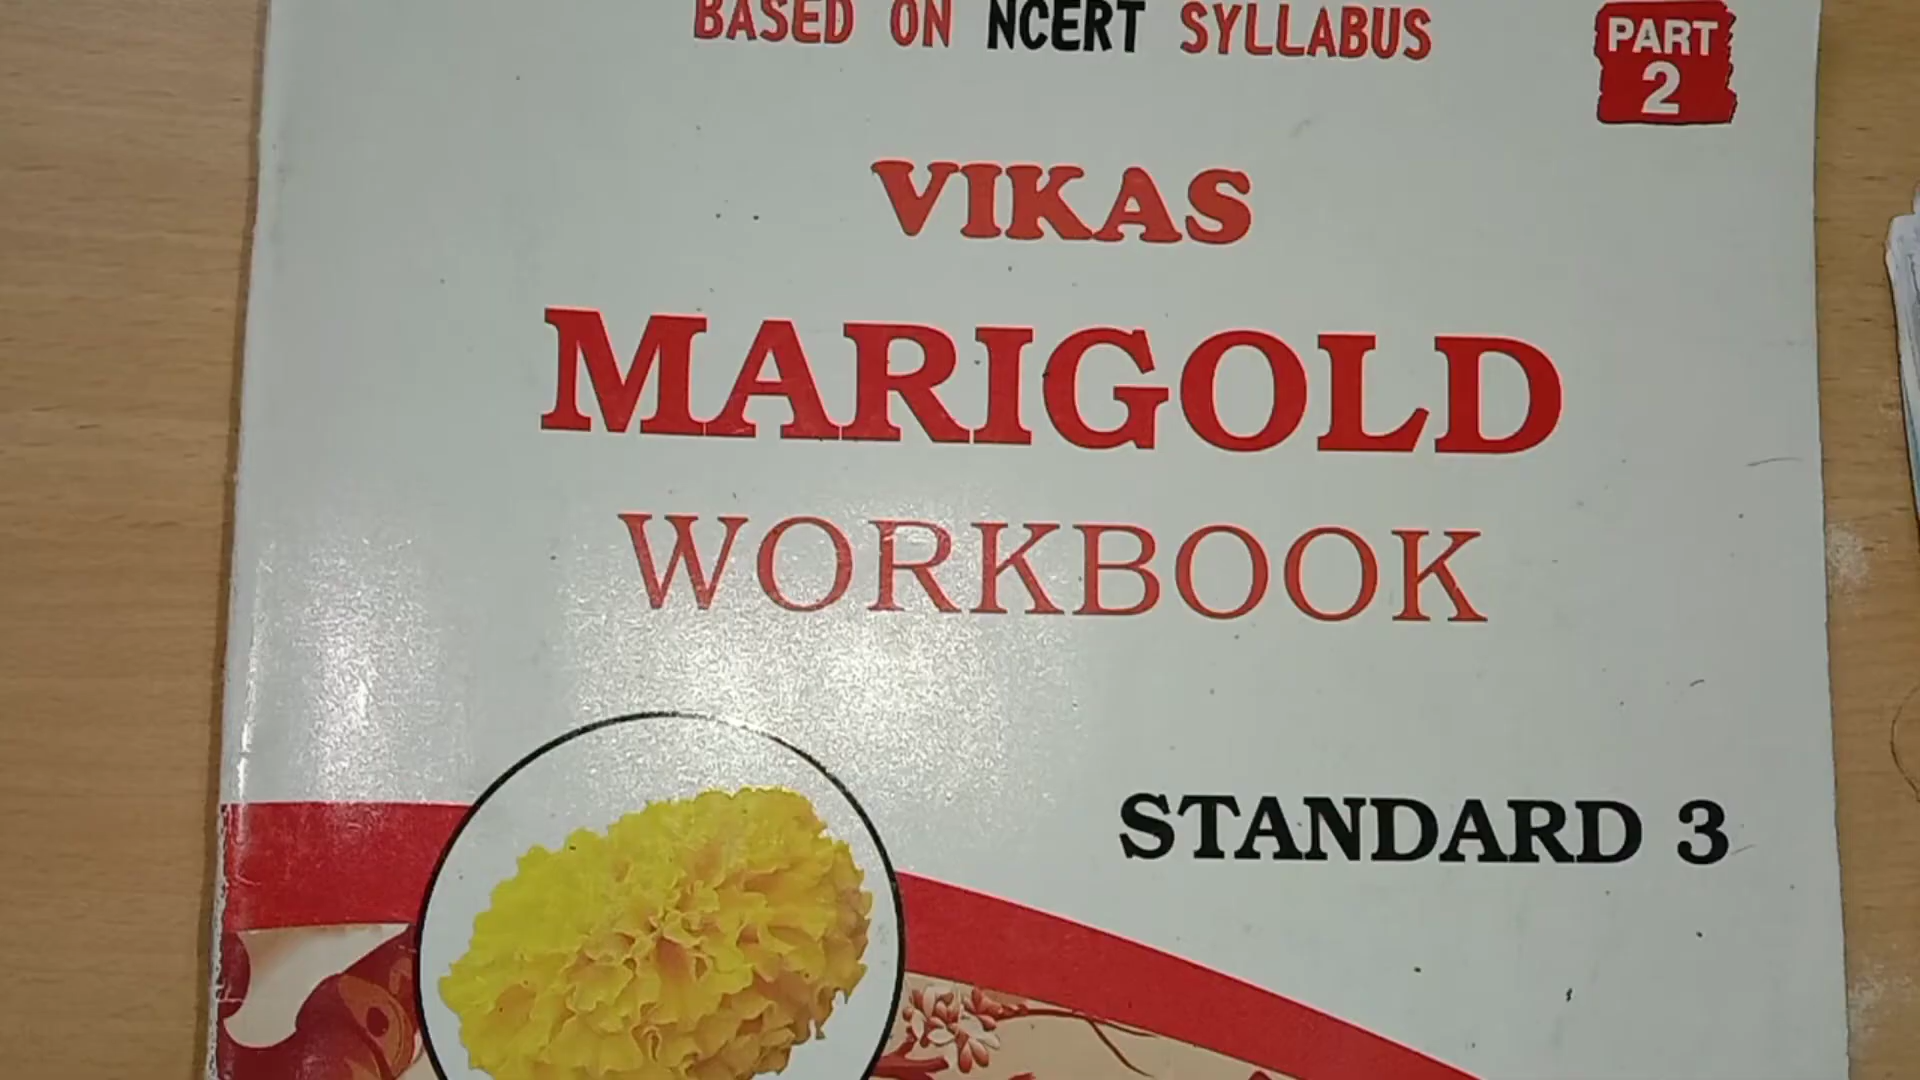 BASED ON NCERT SYLLABUS
PART
2
VIKAS
MARIGOLD
WORKBOOK
STANDARD 3